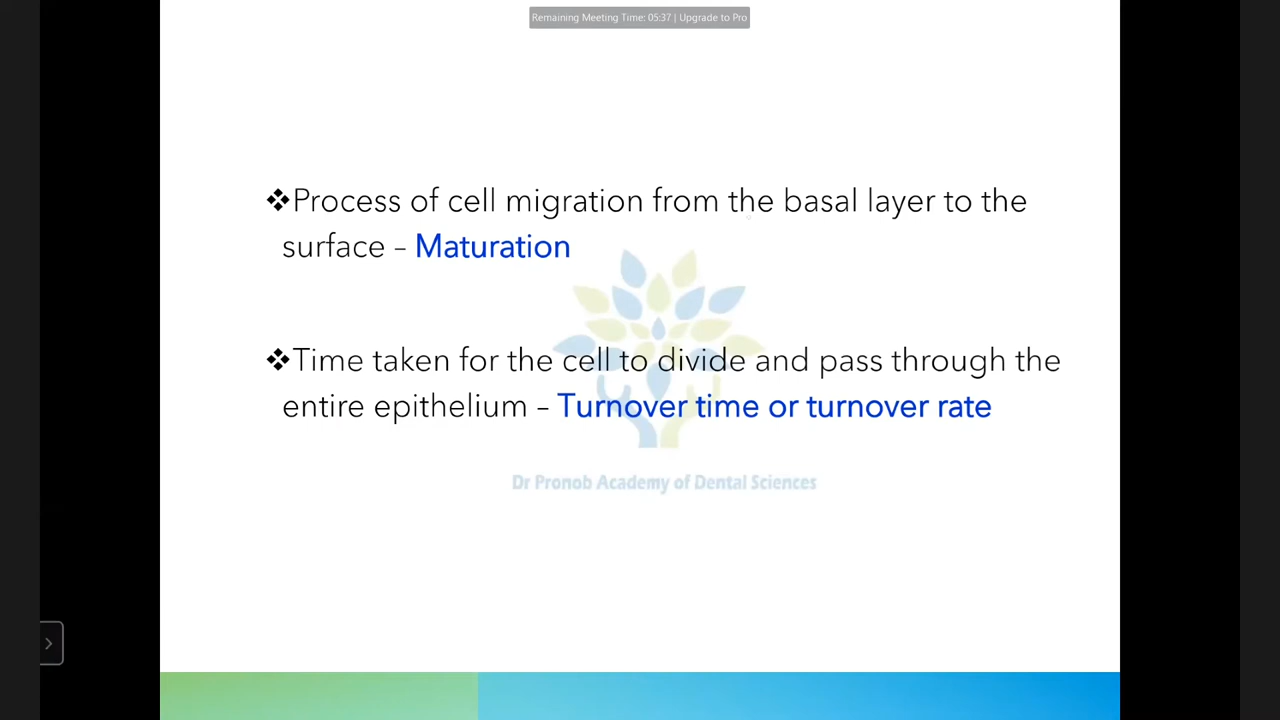 Remaining Meeting Time: 05:37 | Upgrade to Pro
❖Process of cell migration from the basal layer to the
surface – Maturation
❖Time taken for the cell to divide and pass through the
entire epithelium – Turnover time or turnover rate
Dr Pronob Academy of Dental Sciences